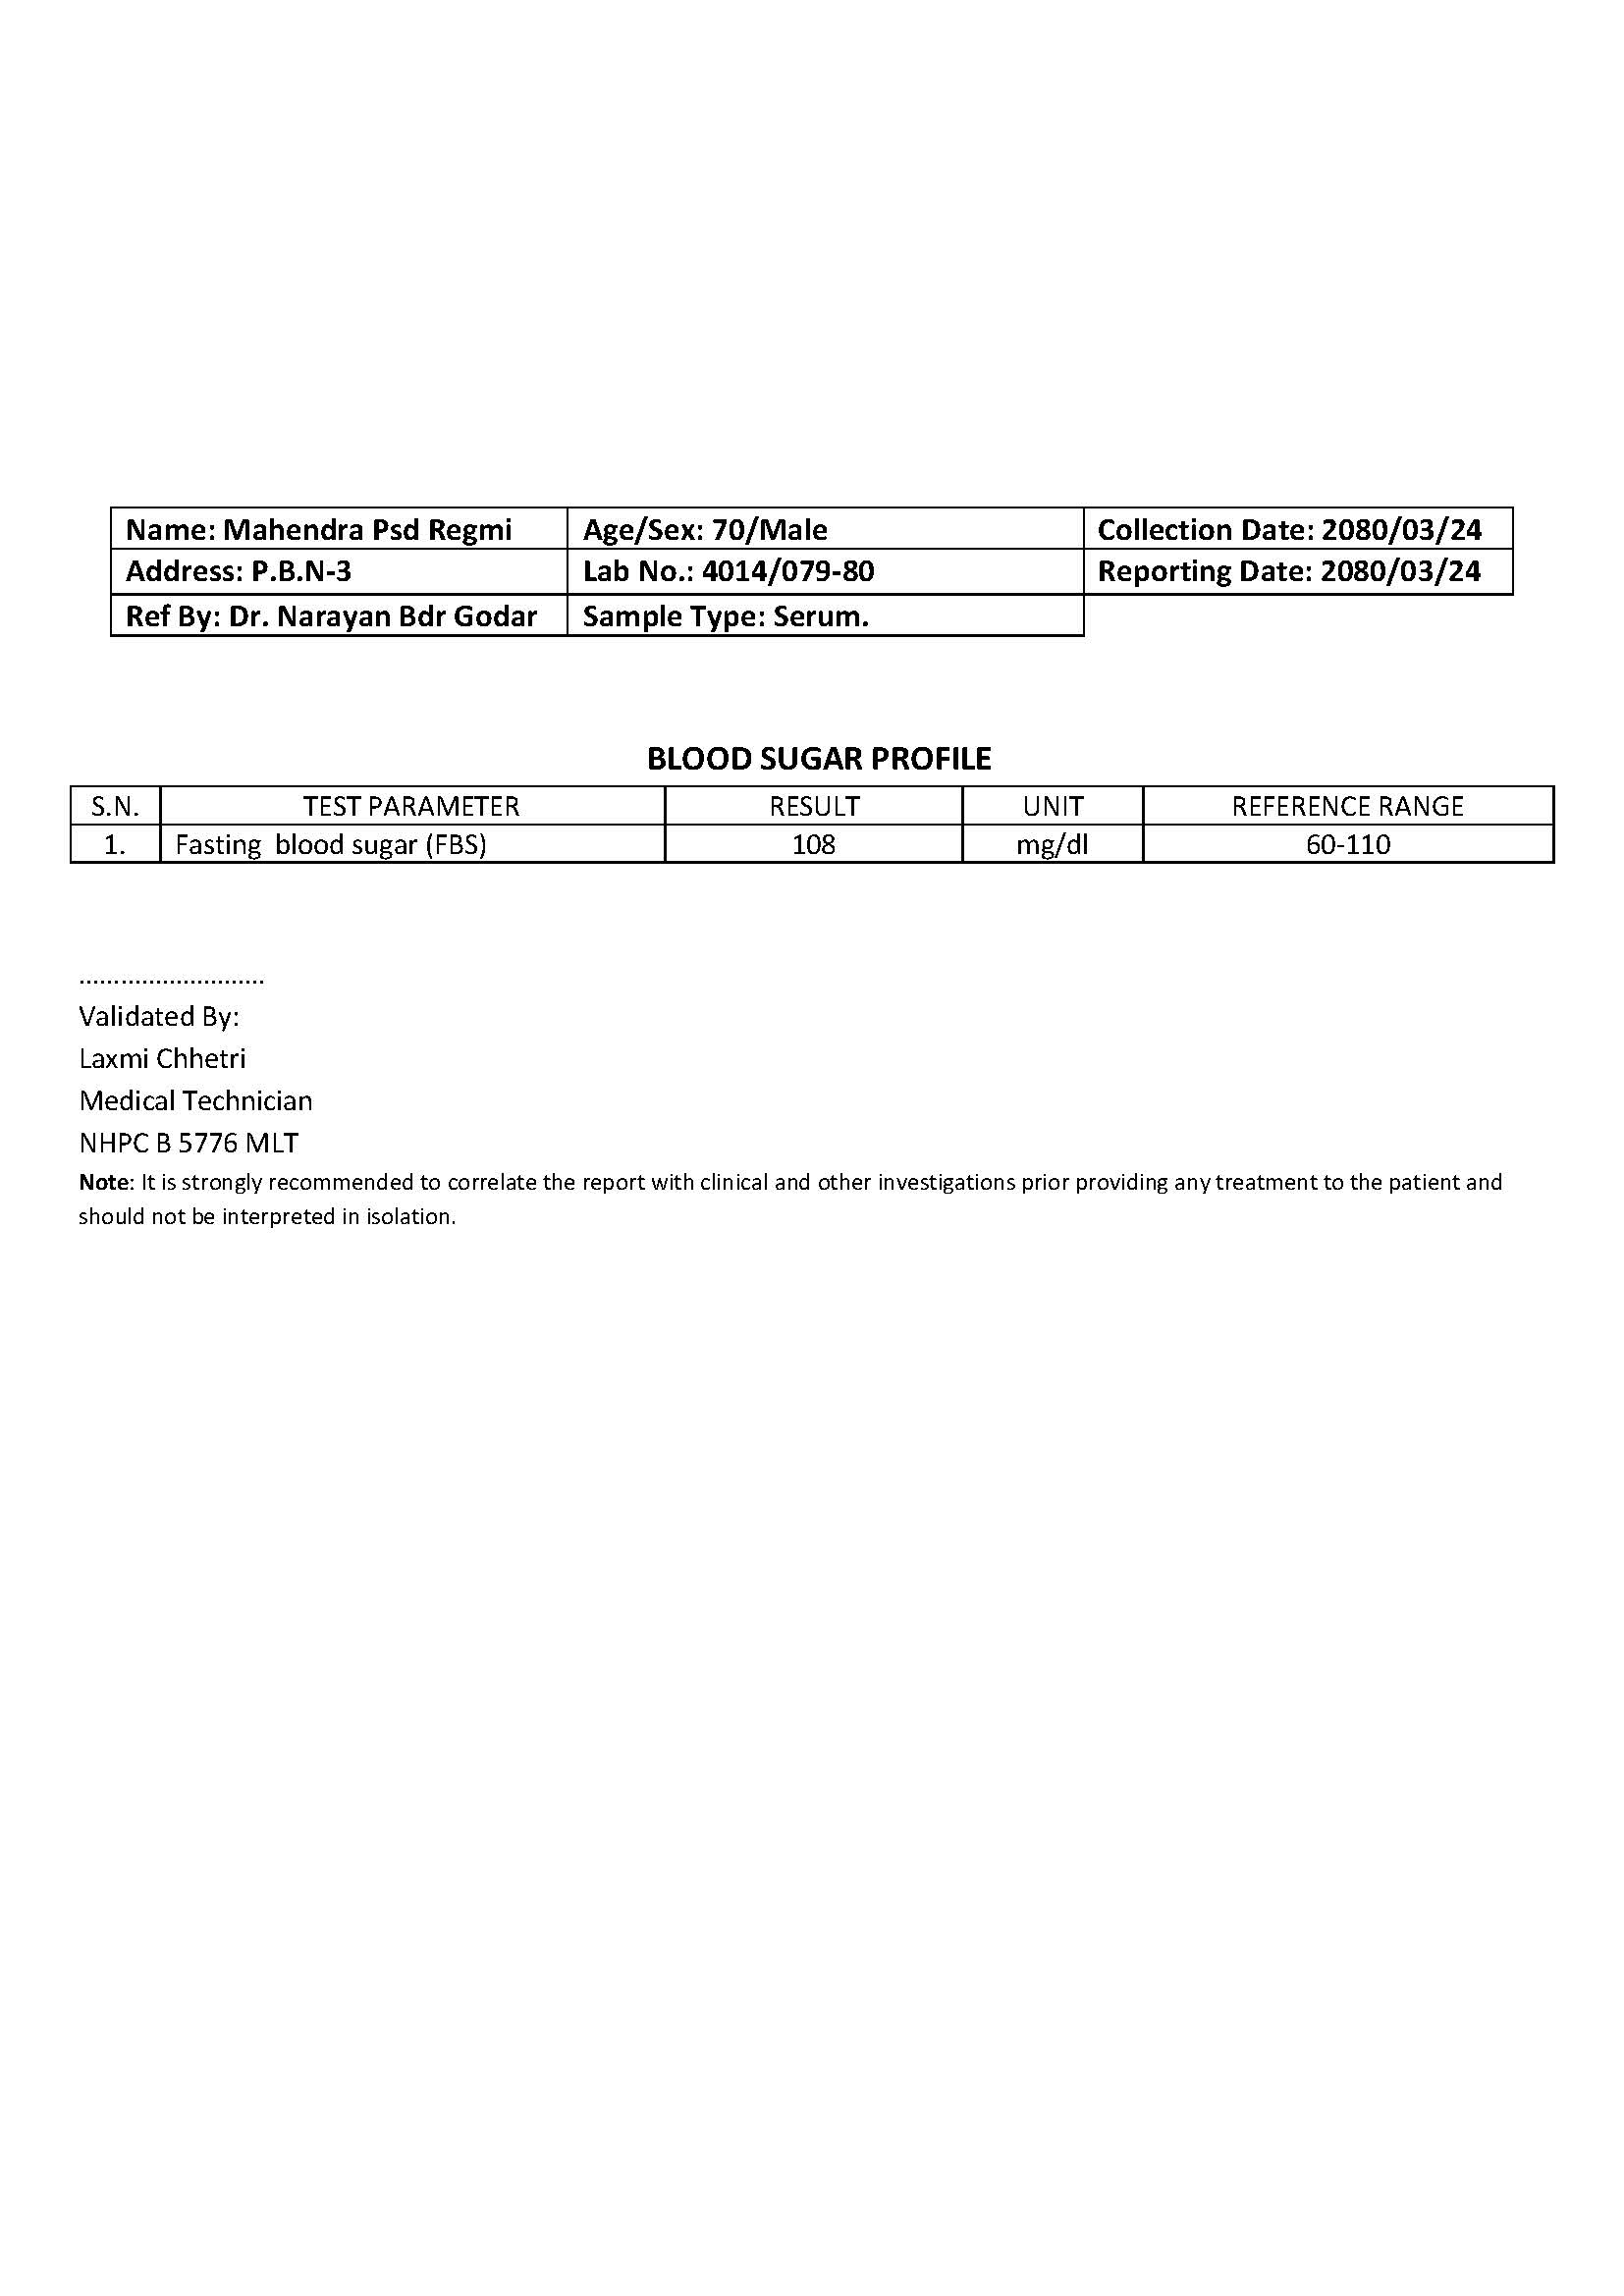 Name: Mahendra Psd Regmi Age/Sex: 70/Male Collection Date: 2080/03/24
Address: P.B.N-3 Lab No.: 4014/079-80 Reporting Date: 2080/03/24
Ref By: Dr. Narayan Bdr Godar Sample Type: Serum.
BLOOD SUGAR PROFILE
S.N. TEST PARAMETER RESULT UNIT REFERENCE RANGE
1. Fasting  blood sugar (FBS) 108 mg/dl 60-110
...........................
Validated By:
Laxmi Chhetri
Medical Technician
NHPC B 5776 MLT
Note: It is strongly recommended to correlate the report with clinical and other investigations prior providing any treatment to the patient and
should not be interpreted in isolation.